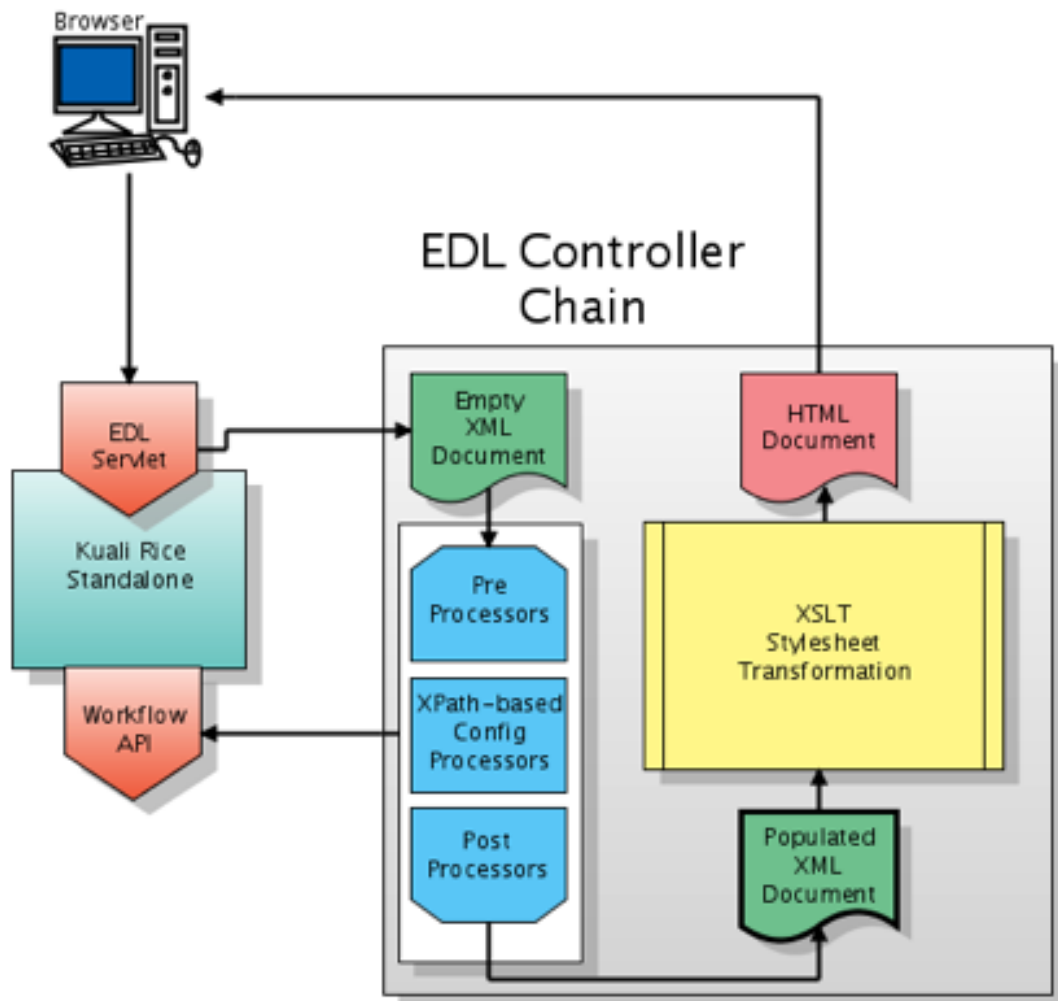 Browser
EDL Controller
Chain
EDL
Servlet
Kuali Rice
Standalone
Workflow
API
Empty
XML
Document
Pre
Processors
XPath-based
Config
Processors
Post
Processors
HTML
Document
XSLT
Stylesheet
Transformation
Populated
XML
Document